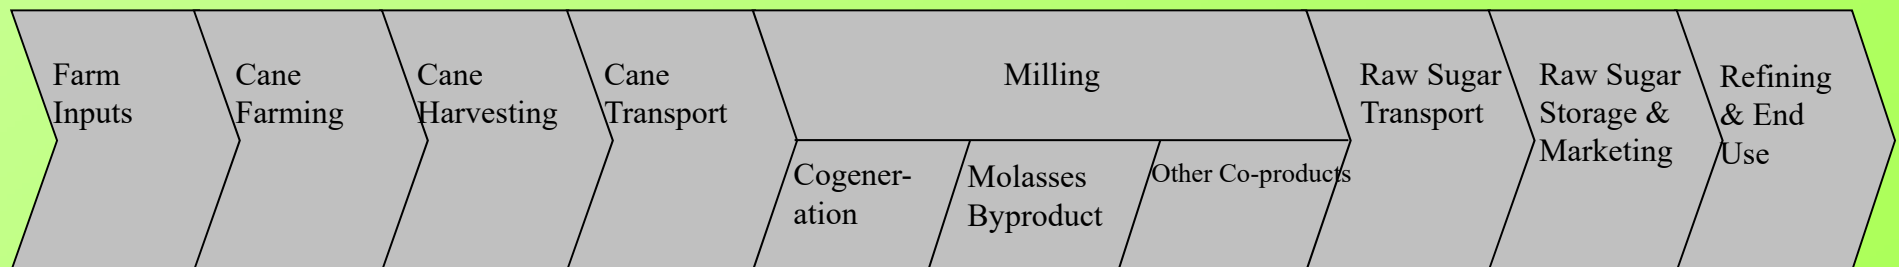 Farm
Inputs
Cane
Farming
Cane
Harvesting
Cane
Transport
Milling
Cogener-
ation
Molasses
Byproduct
Other Co-products
Raw Sugar
Transport
Raw Sugar
Storage &
Marketing
Refining
& End
Use